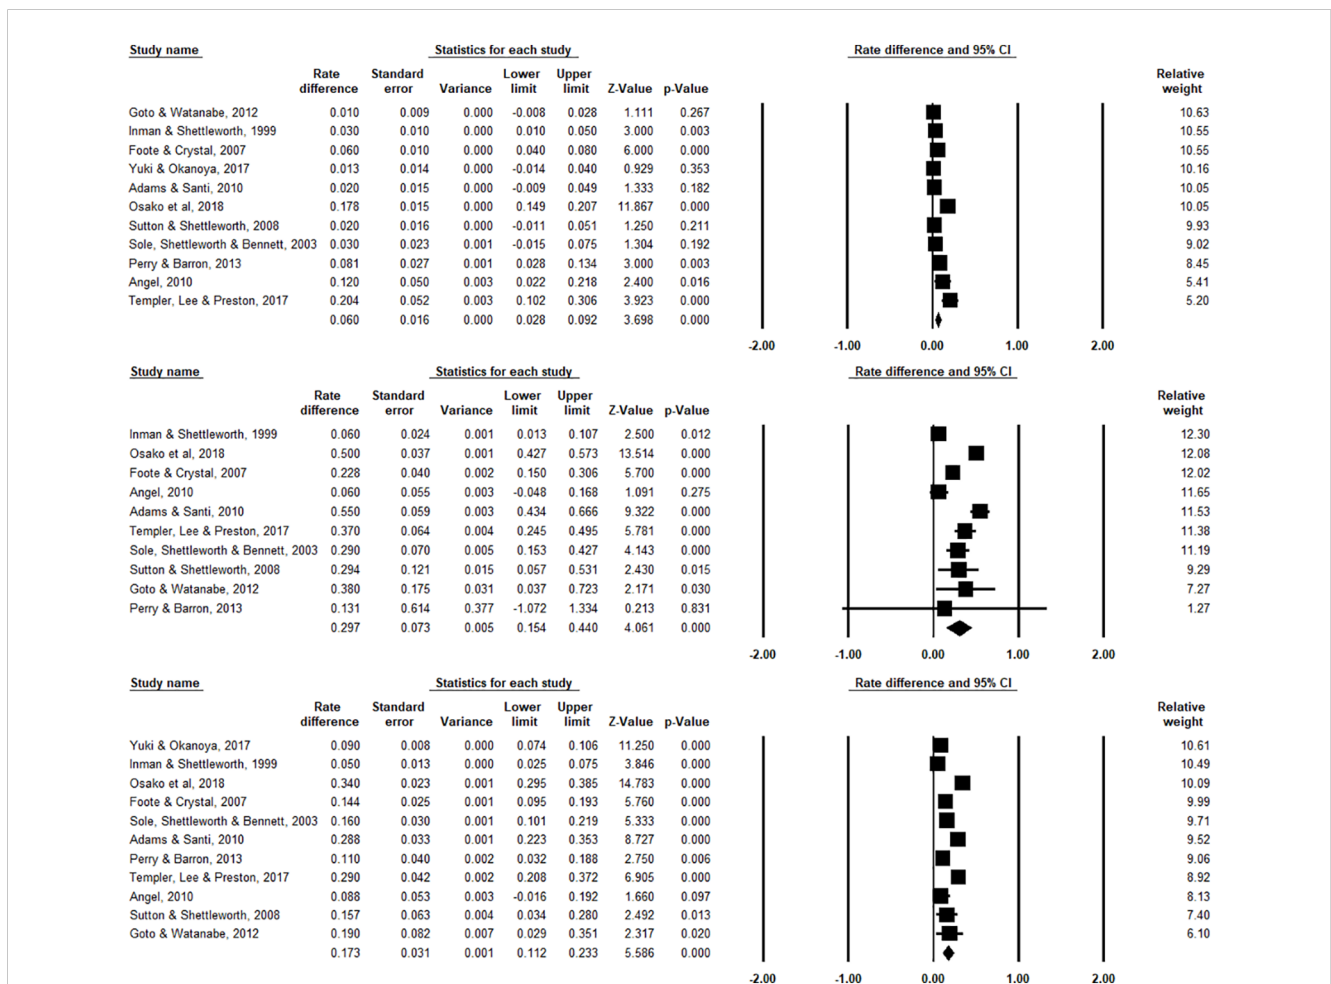 Study name Statistics for each study Rate difference and 95% CI
Rate Standard Lower Upper Relative
difference error Variance limit limit Z-Value p-Value weight
Goto & Watanabe, 2012 0.010 0.009 0.000 -0.008 0.028 1.111 0.267 10.63
Inman & Shettleworth, 1999 0.030 0.010 0.000 0.010 0.050 3.000 0.003 10.55
Foote & Crystal, 2007 0.060 0.010 0.000 0.040 0.080 6.000 0.000 10.55
Yuki & Okanoya, 2017 0.013 0.014 0.000 -0.014 0.040 0.929 0.353 10.16
Adams & Santi, 2010 0.020 0.015 0.000 -0.009 0.049 1.333 0.182 10.05
Osako et al, 2018 0.178 0.015 0.000 0.149 0.207 11.867 0.000 10.05
Sutton & Shettleworth, 2008 0.020 0.016 0.000 -0.011 0.051 1.250 0.211 9.93
Sole, Shettleworth & Bennett, 2003 0.030 0.023 0.001 -0.015 0.075 1.304 0.192 9.02
Perry & Barron, 2013 0.081 0.027 0.001 0.028 0.134 3.000 0.003 8.45
Angel, 2010 0.120 0.050 0.003 0.022 0.218 2.400 0.016 5.41
Templer, Lee & Preston, 2017 0.204 0.052 0.003 0.102 0.306 3.923 0.000 5.20
0.060 0.016 0.000 0.028 0.092 3.698 0.000
-2.00 -1.00 0.00 1.00 2.00
Study name Statistics for each study Rate difference and 95% CI
Rate Standard Lower Upper Relative
difference error Variance limit limit Z-Value p-Value weight
Inman & Shettleworth, 1999 0.060 0.024 0.001 0.013 0.107 2.500 0.012 12.30
Osako et al, 2018 0.500 0.037 0.001 0.427 0.573 13.514 0.000 12.08
Foote & Crystal, 2007 0.228 0.040 0.002 0.150 0.306 5.700 0.000 12.02
Angel, 2010 0.060 0.055 0.003 -0.048 0.168 1.091 0.275 11.65
Adams & Santi, 2010 0.550 0.059 0.003 0.434 0.666 9.322 0.000 11.53
Templer, Lee & Preston, 2017 0.370 0.064 0.004 0.245 0.495 5.781 0.000 11.38
Sole, Shettleworth & Bennett, 2003 0.290 0.070 0.005 0.153 0.427 4.143 0.000 11.19
Sutton & Shettleworth, 2008 0.294 0.121 0.015 0.057 0.531 2.430 0.015 9.29
Goto & Watanabe, 2012 0.380 0.175 0.031 0.037 0.723 2.171 0.030 7.27
Perry & Barron, 2013 0.131 0.614 0.377 -1.072 1.334 0.213 0.831 1.27
0.297 0.073 0.005 0.154 0.440 4.061 0.000
-2.00 -1.00 0.00 1.00 2.00
Study name Statistics for each study Rate difference and 95% CI
Rate Standard Lower Upper Relative
difference error Variance limit limit Z-Value p-Value weight
Yuki & Okanoya, 2017 0.090 0.008 0.000 0.074 0.106 11.250 0.000 10.61
Inman & Shettleworth, 1999 0.050 0.013 0.000 0.025 0.075 3.846 0.000 10.49
Osako et al, 2018 0.340 0.023 0.001 0.295 0.385 14.783 0.000 10.09
Foote & Crystal, 2007 0.144 0.025 0.001 0.095 0.193 5.760 0.000 9.99
Sole, Shettleworth & Bennett, 2003 0.160 0.030 0.001 0.101 0.219 5.333 0.000 9.71
Adams & Santi, 2010 0.288 0.033 0.001 0.223 0.353 8.727 0.000 9.52
Perry & Barron, 2013 0.110 0.040 0.002 0.032 0.188 2.750 0.006 9.06
Templer, Lee & Preston, 2017 0.290 0.042 0.002 0.208 0.372 6.905 0.000 8.92
Angel, 2010 0.088 0.053 0.003 -0.016 0.192 1.660 0.097 8.13
Sutton & Shettleworth, 2008 0.157 0.063 0.004 0.034 0.280 2.492 0.013 7.40
Goto & Watanabe, 2012 0.190 0.082 0.007 0.029 0.351 2.317 0.020 6.10
0.173 0.031 0.001 0.112 0.233 5.586 0.000
-2.00 -1.00 0.00 1.00 2.00